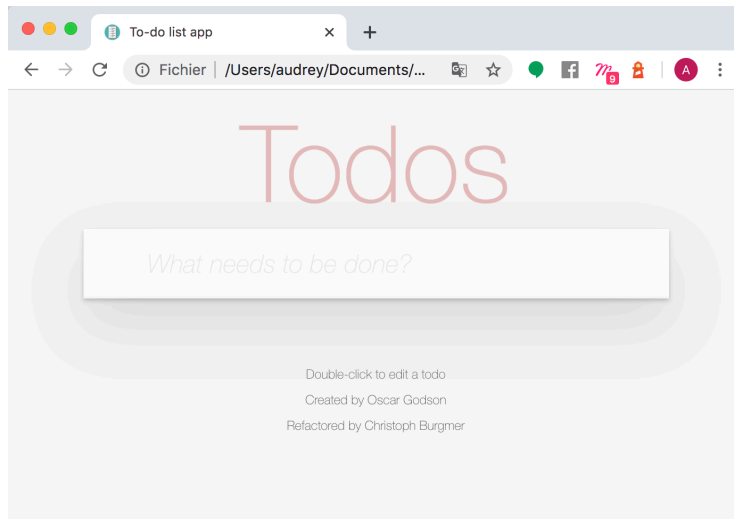 To-do list app
Fichier | /Users/audrey/Documents/...
9
A
Todos
What needs to be done?
Double-click to edit a todo
Created by Oscar Godson
Refactored by Christoph Burgmer